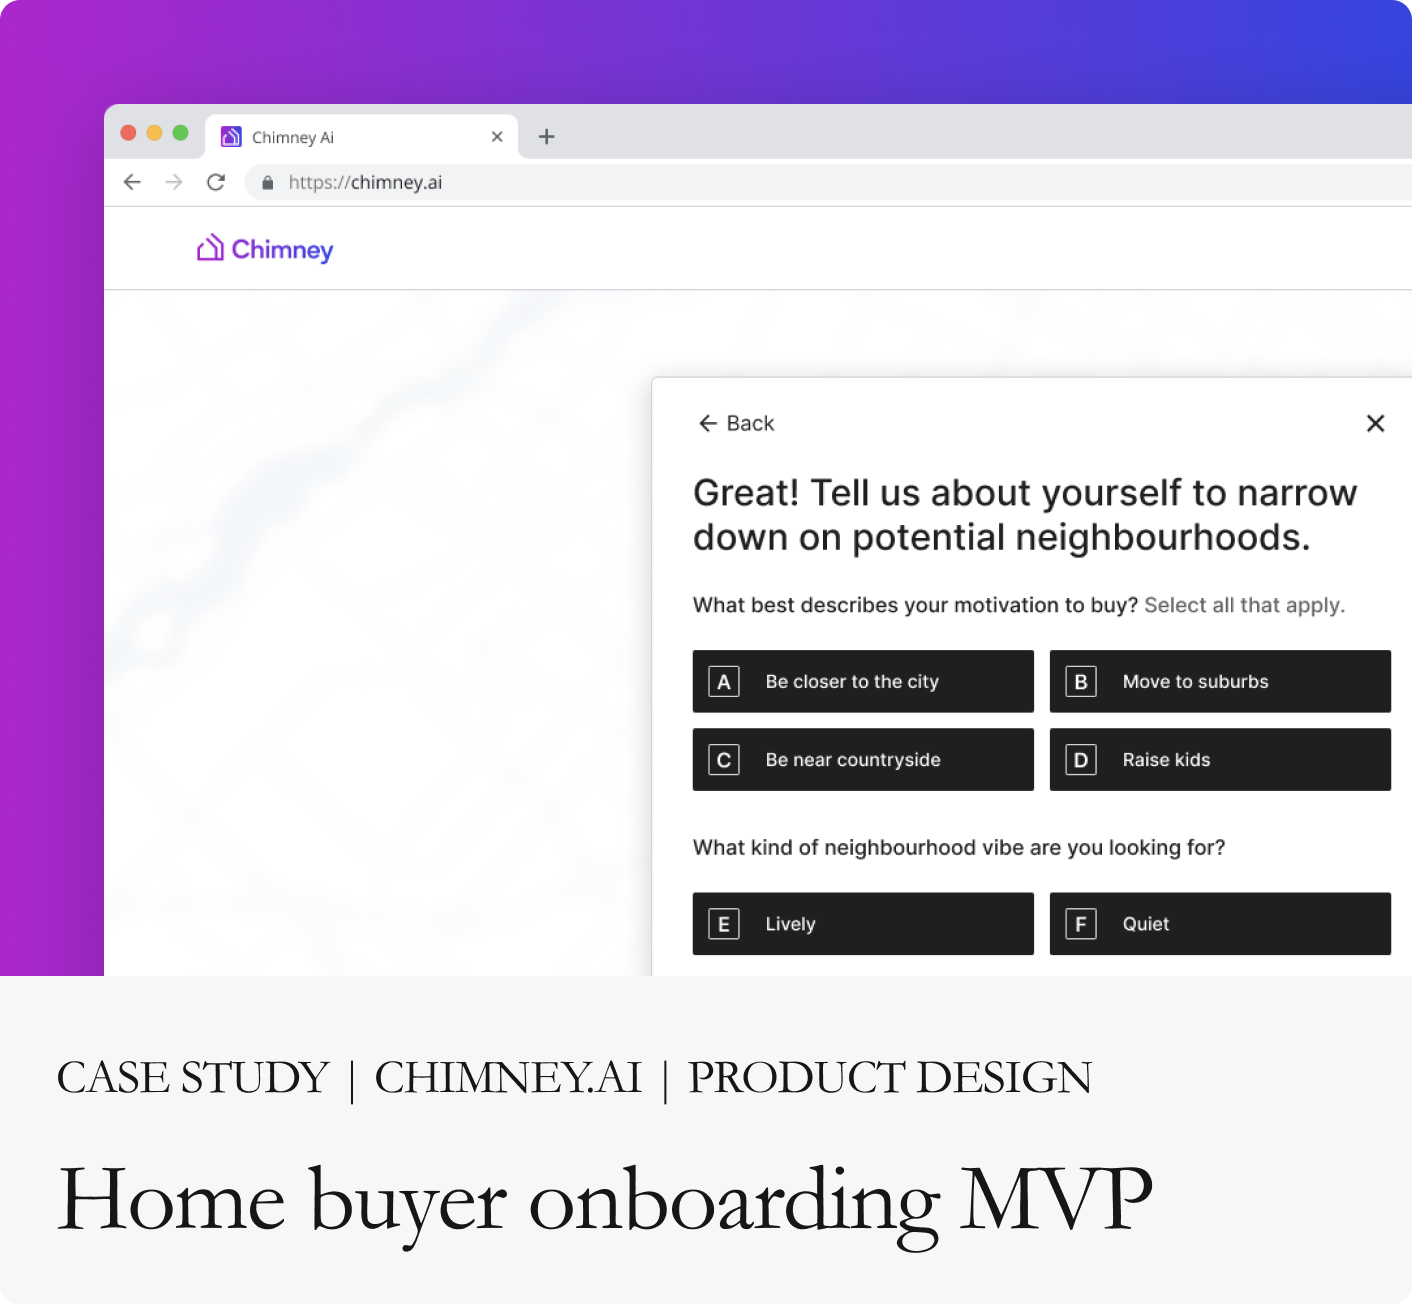 Chimney Ai
https://chimney.ai
Chimney
Back
Great! Tell us about yourself to narrow
down on potential neighbourhoods.
What best describes your motivation to buy? Select all that apply.
A Be closer to the city
B Move to suburbs
C Be near countryside
D Raise kids
What kind of neighbourhood vibe are you looking for?
E Lively
F Quiet
CASE STUDY | CHIMNEY.AI | PRODUCT DESIGN
Home buyer onboarding MVP